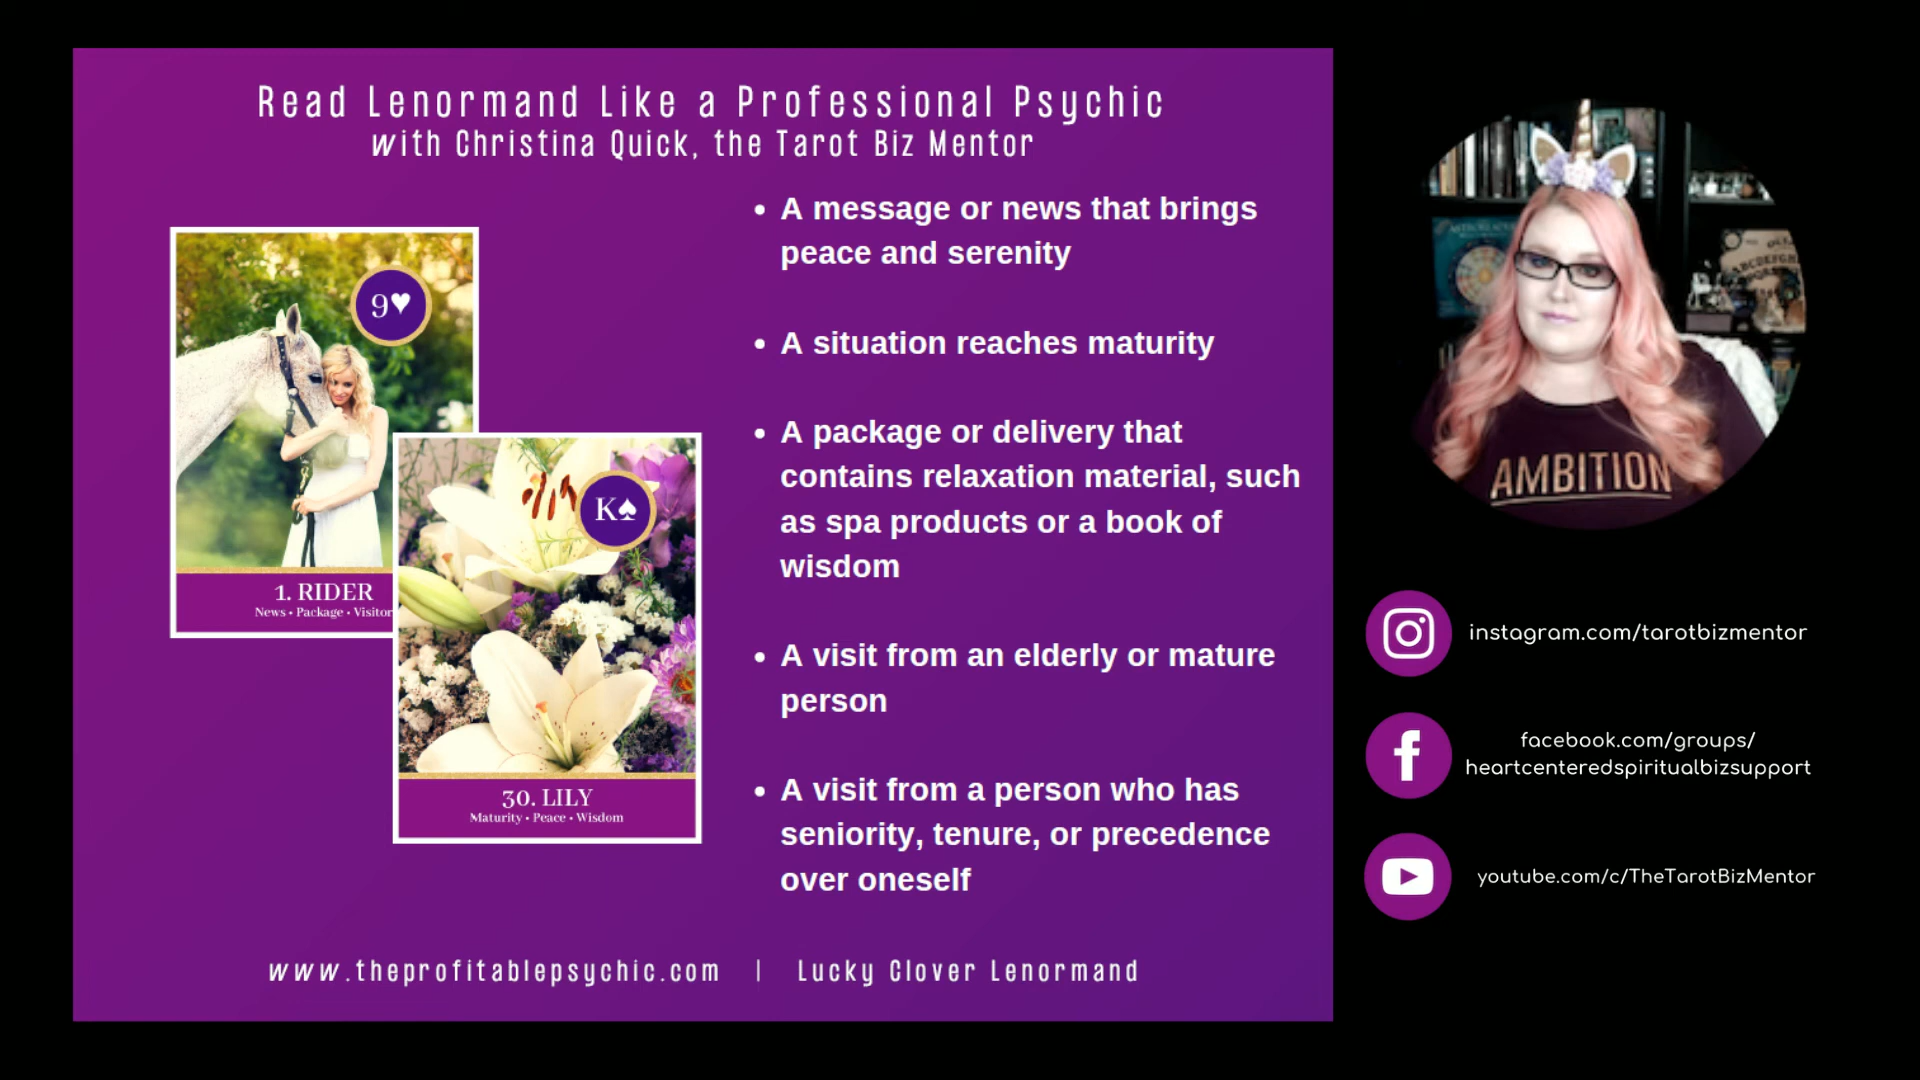 Read Lenormand Like a Professional Psychic
with Christina Quick, the Tarot Biz Mentor
9♥
1. RIDER
News • Package • Visitor
K♠
30. LILY
Maturity • Peace • Wisdom
• A message or news that brings
peace and serenity
• A situation reaches maturity
• A package or delivery that
contains relaxation material, such
as spa products or a book of
wisdom
• A visit from an elderly or mature
person
• A visit from a person who has
seniority, tenure, or precedence
over oneself
www.theprofitablepsychic.com | Lucky Clover Lenormand
AMBITION
instagram.com/tarotbizmentor
facebook.com/groups/
heartcenteredspiritualbizsupport
youtube.com/c/TheTarotBizMentor